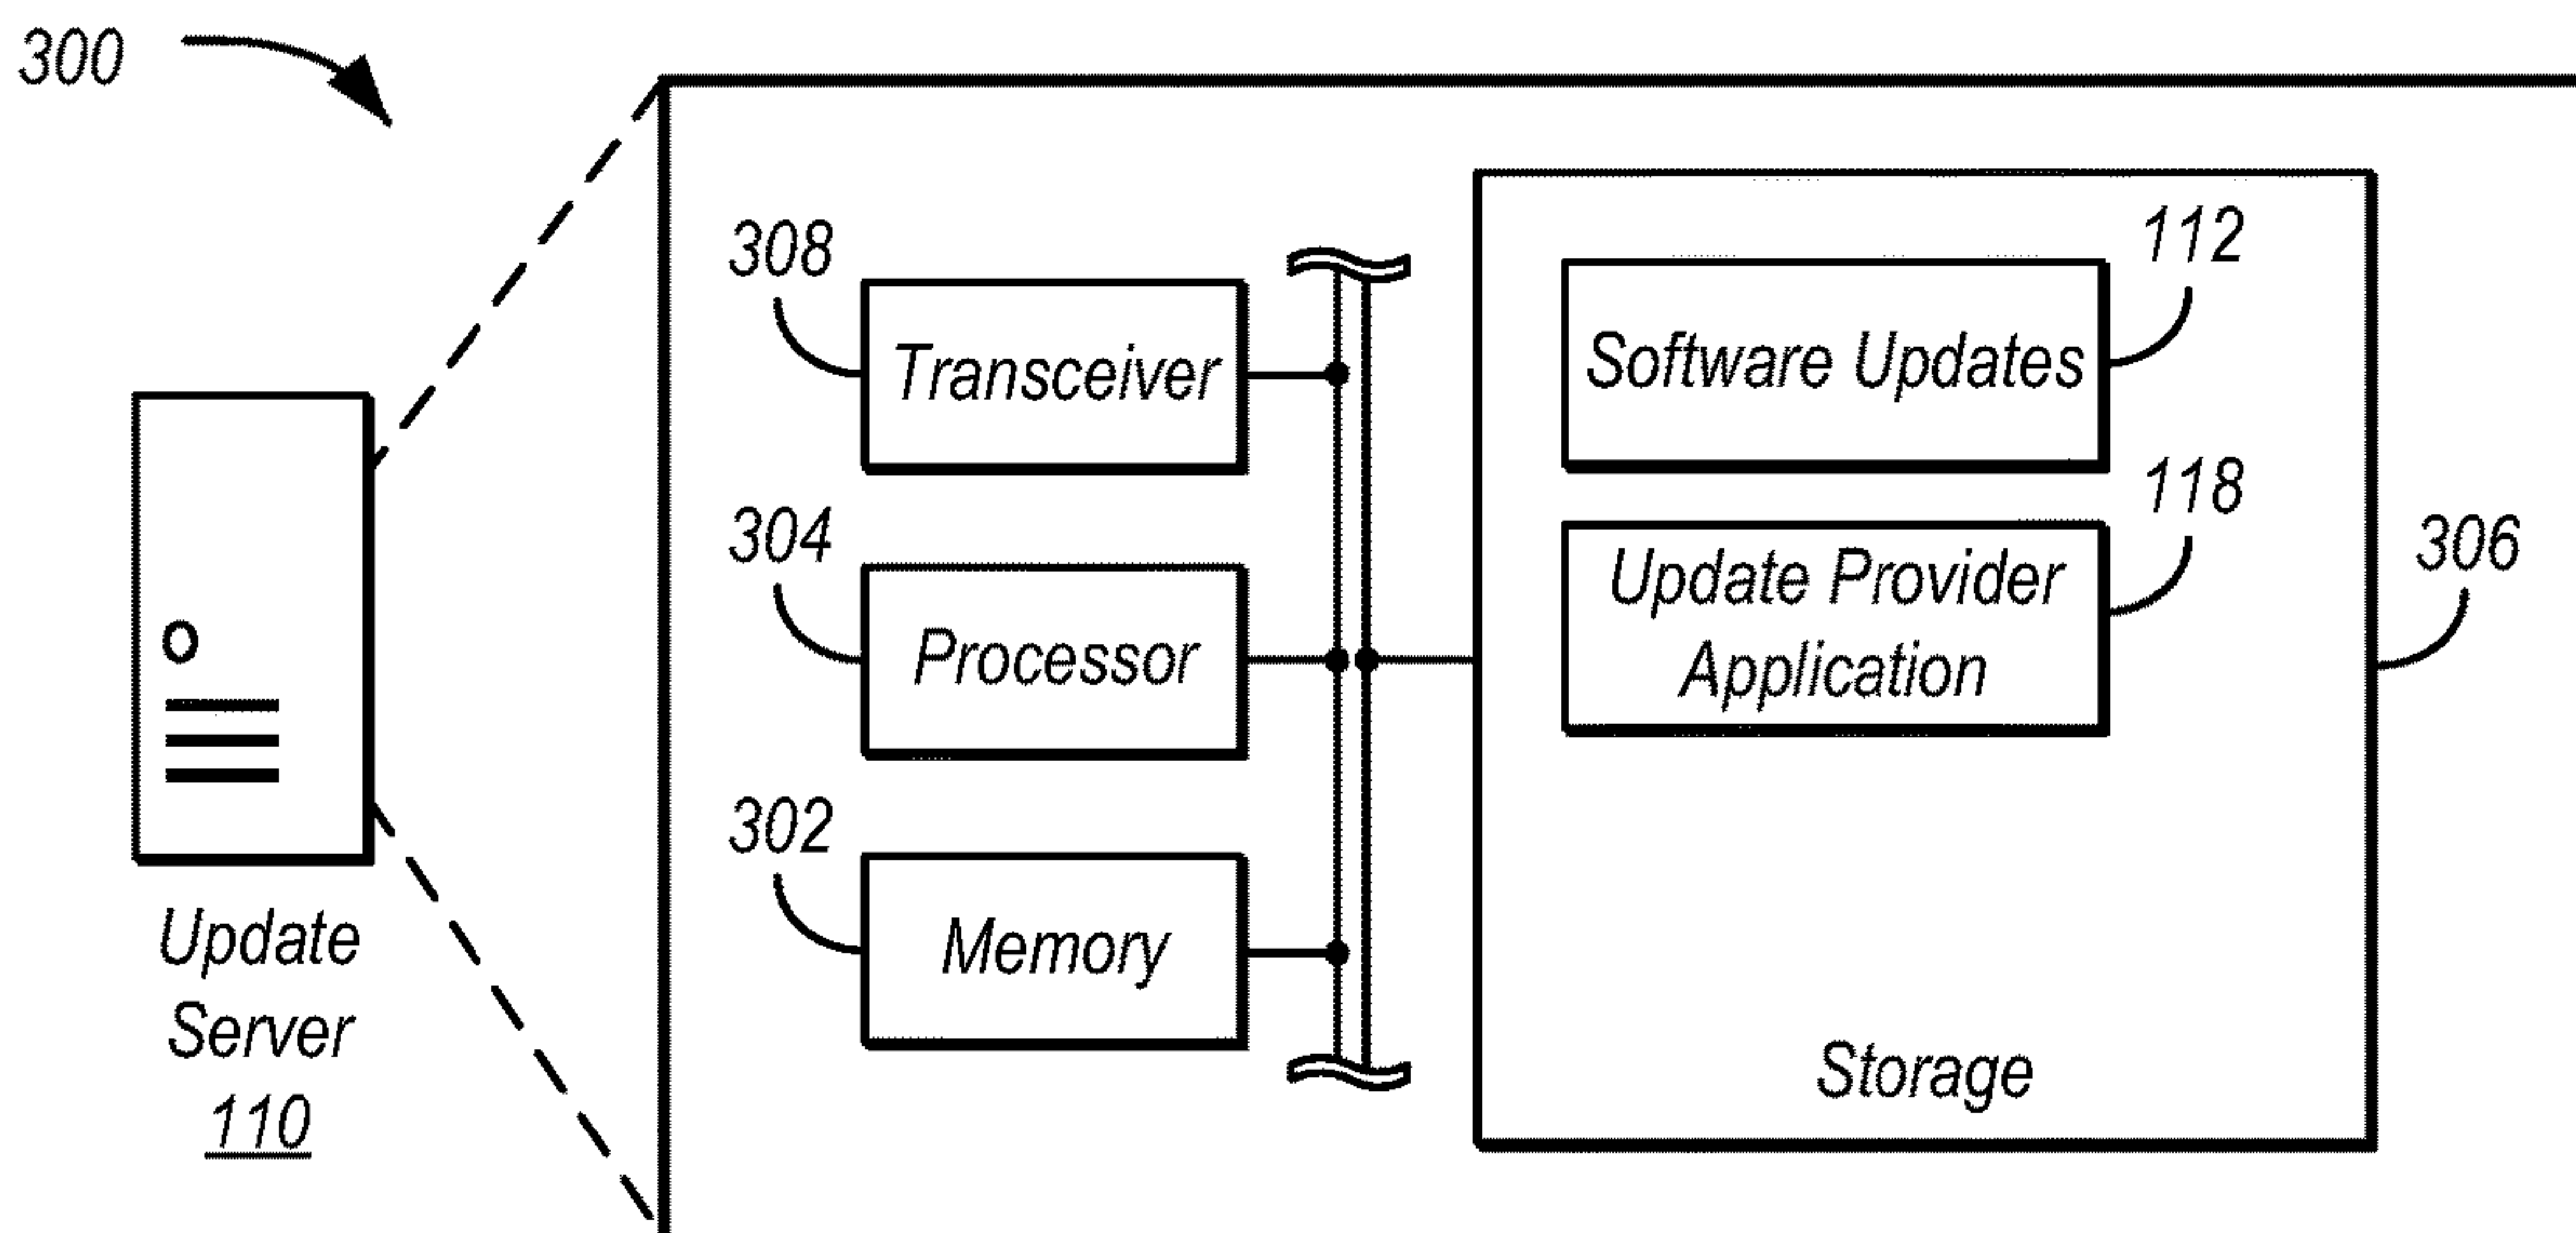 300
308
Transceiver
304
Processor
302
Memory
112
Software Updates
118
Update Provider
Application
306
Storage
Update
Server
110